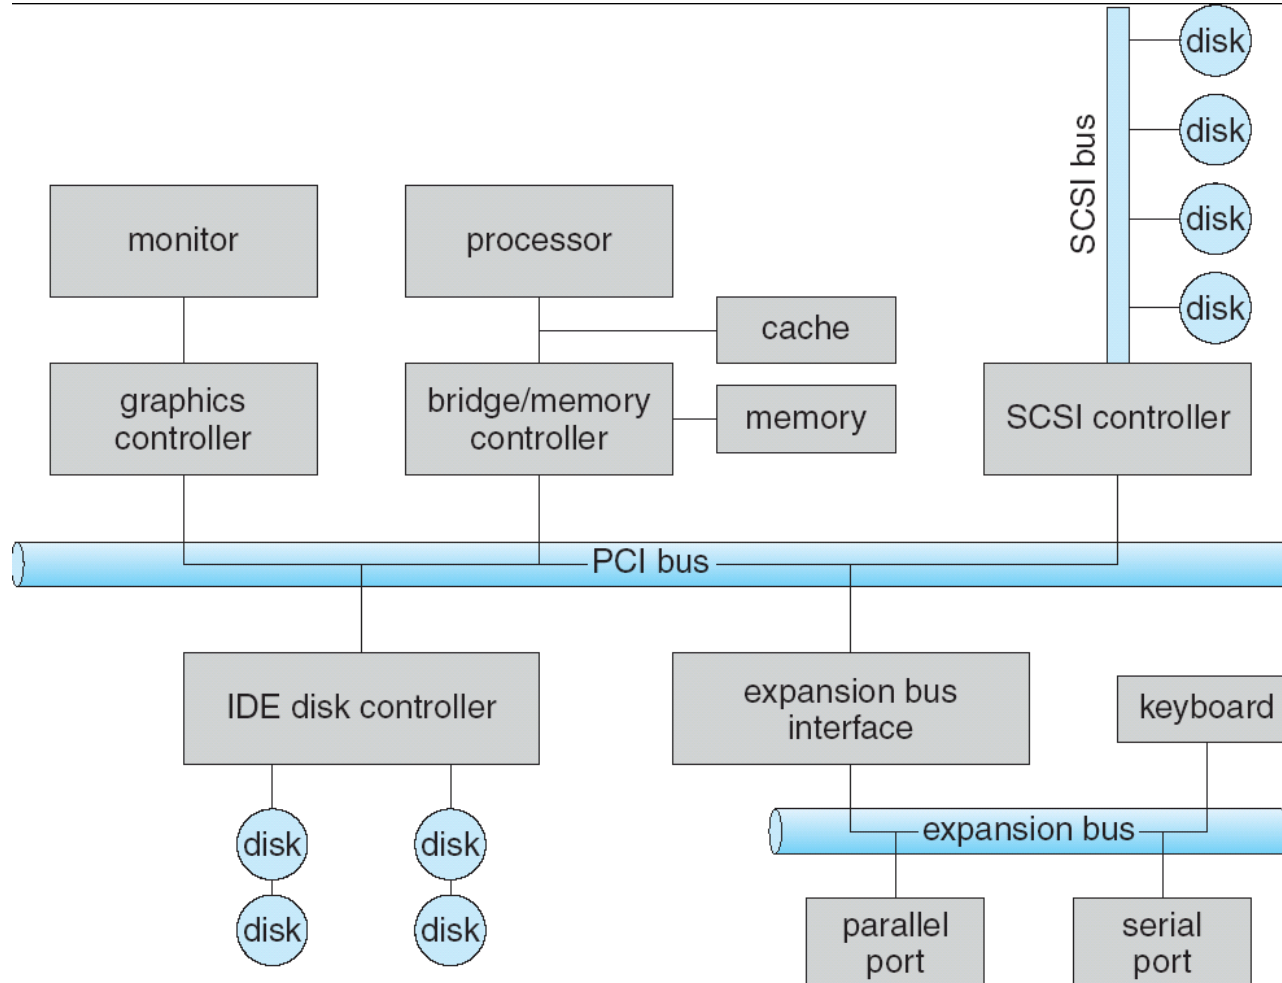 disk
disk
disk
disk
SCSI bus
monitor
processor
cache
graphics
controller
bridge/memory
controller
memory
SCSI controller
PCI bus
IDE disk controller
expansion bus
interface
keyboard
disk
disk
expansion bus
disk
disk
parallel
port
serial
port